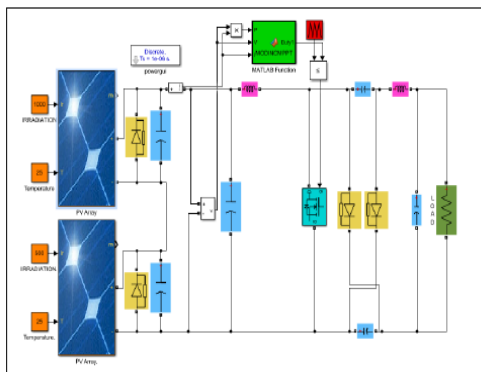 Discrete,
Ts = 1e-06 s.
powergui
P
V
Duty
MATLAB Function
×
≤
1000
IRRADIATION
25
Temperature
PV Array
500
IRRADIATION.
25
Temperature.
PV Array.
LOAD